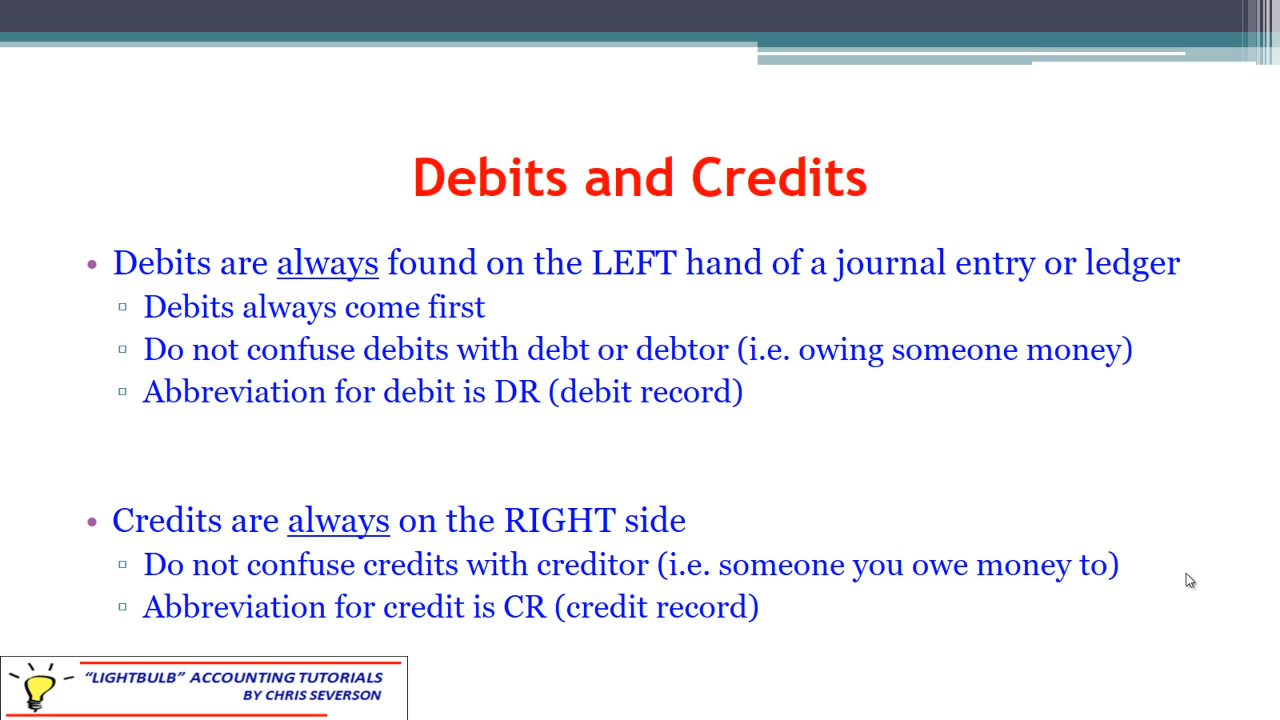 Debits and Credits
• Debits are always found on the LEFT hand of a journal entry or ledger
▫ Debits always come first
▫ Do not confuse debits with debt or debtor (i.e. owing someone money)
▫ Abbreviation for debit is DR (debit record)
• Credits are always on the RIGHT side
▫ Do not confuse credits with creditor (i.e. someone you owe money to)
▫ Abbreviation for credit is CR (credit record)
“LIGHTBULB” ACCOUNTING TUTORIALS
BY CHRIS SEVERSON